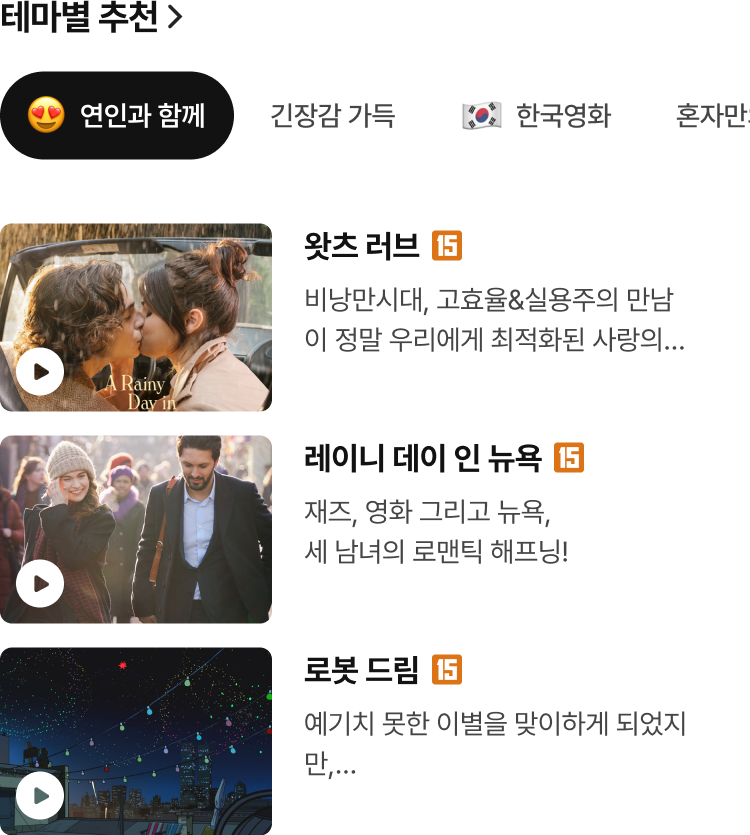 테마별 추천
연인과 함께
긴장감 가득
한국영화
혼자만
왓츠 러브 15
비낭만시대, 고효율&실용주의 만남
이 정말 우리에게 최적화된 사랑의...
A Rainy
Day in
레이니 데이 인 뉴욕 15
재즈, 영화 그리고 뉴욕,
세 남녀의 로맨틱 해프닝!
로봇 드림 15
예기치 못한 이별을 맞이하게 되었지
만,...